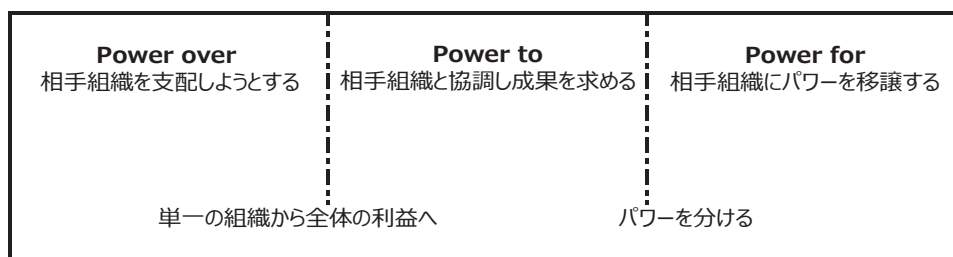 Power over
相手組織を支配しようとする
Power to
相手組織と協調し成果を求める
Power for
相手組織にパワーを移譲する
単一の組織から全体の利益へ
パワーを分ける